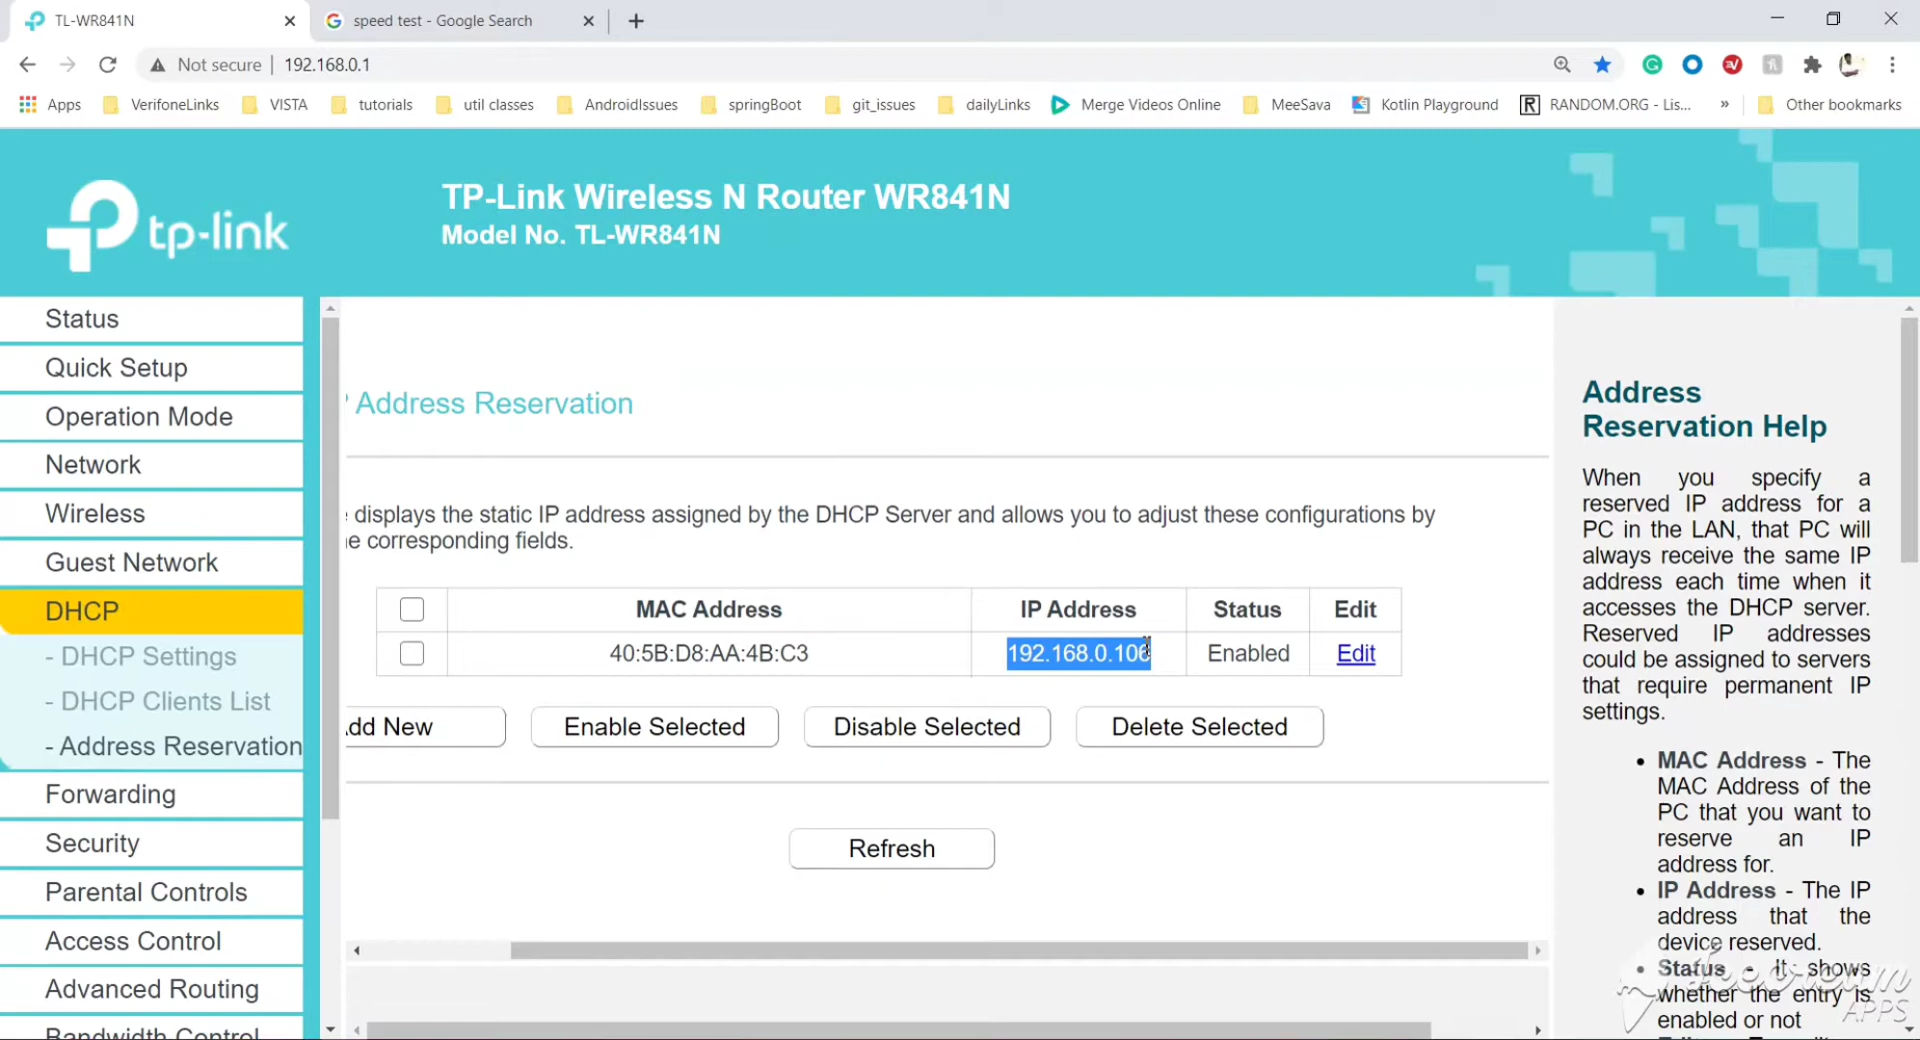 TL-WR841N
speed test - Google Search
Not secure
192.168.0.1
Apps
VerifoneLinks
VISTA
tutorials
util classes
AndroidIssues
springBoot
git_issues
dailyLinks
Merge Videos Online
MeeSava
Kotlin Playground
RANDOM.ORG - Lis...
»
Other bookmarks
tp-link
TP-Link Wireless N Router WR841N
Model No. TL-WR841N
Status
Quick Setup
Operation Mode
Network
Wireless
Guest Network
DHCP
- DHCP Settings
- DHCP Clients List
- Address Reservation
Forwarding
Security
Parental Controls
Access Control
Advanced Routing
Bandwidth Control
Address Reservation
displays the static IP address assigned by the DHCP Server and allows you to adjust these configurations by
corresponding fields.
MAC Address IP Address Status Edit
40:5B:D8:AA:4B:C3 192.168.0.106 Enabled Edit
dd New
Enable Selected
Disable Selected
Delete Selected
Refresh
Address
Reservation Help
When you specify a
reserved IP address for a
PC in the LAN, that PC will
always receive the same IP
address each time when it
accesses the DHCP server.
Reserved IP addresses
could be assigned to servers
that require permanent IP
settings.
• MAC Address - The
MAC Address of the
PC that you want to
reserve an IP
address for.
• IP Address - The IP
address that the
device reserved.
• Status - It shows
whether the entry is
enabled or not
APPS